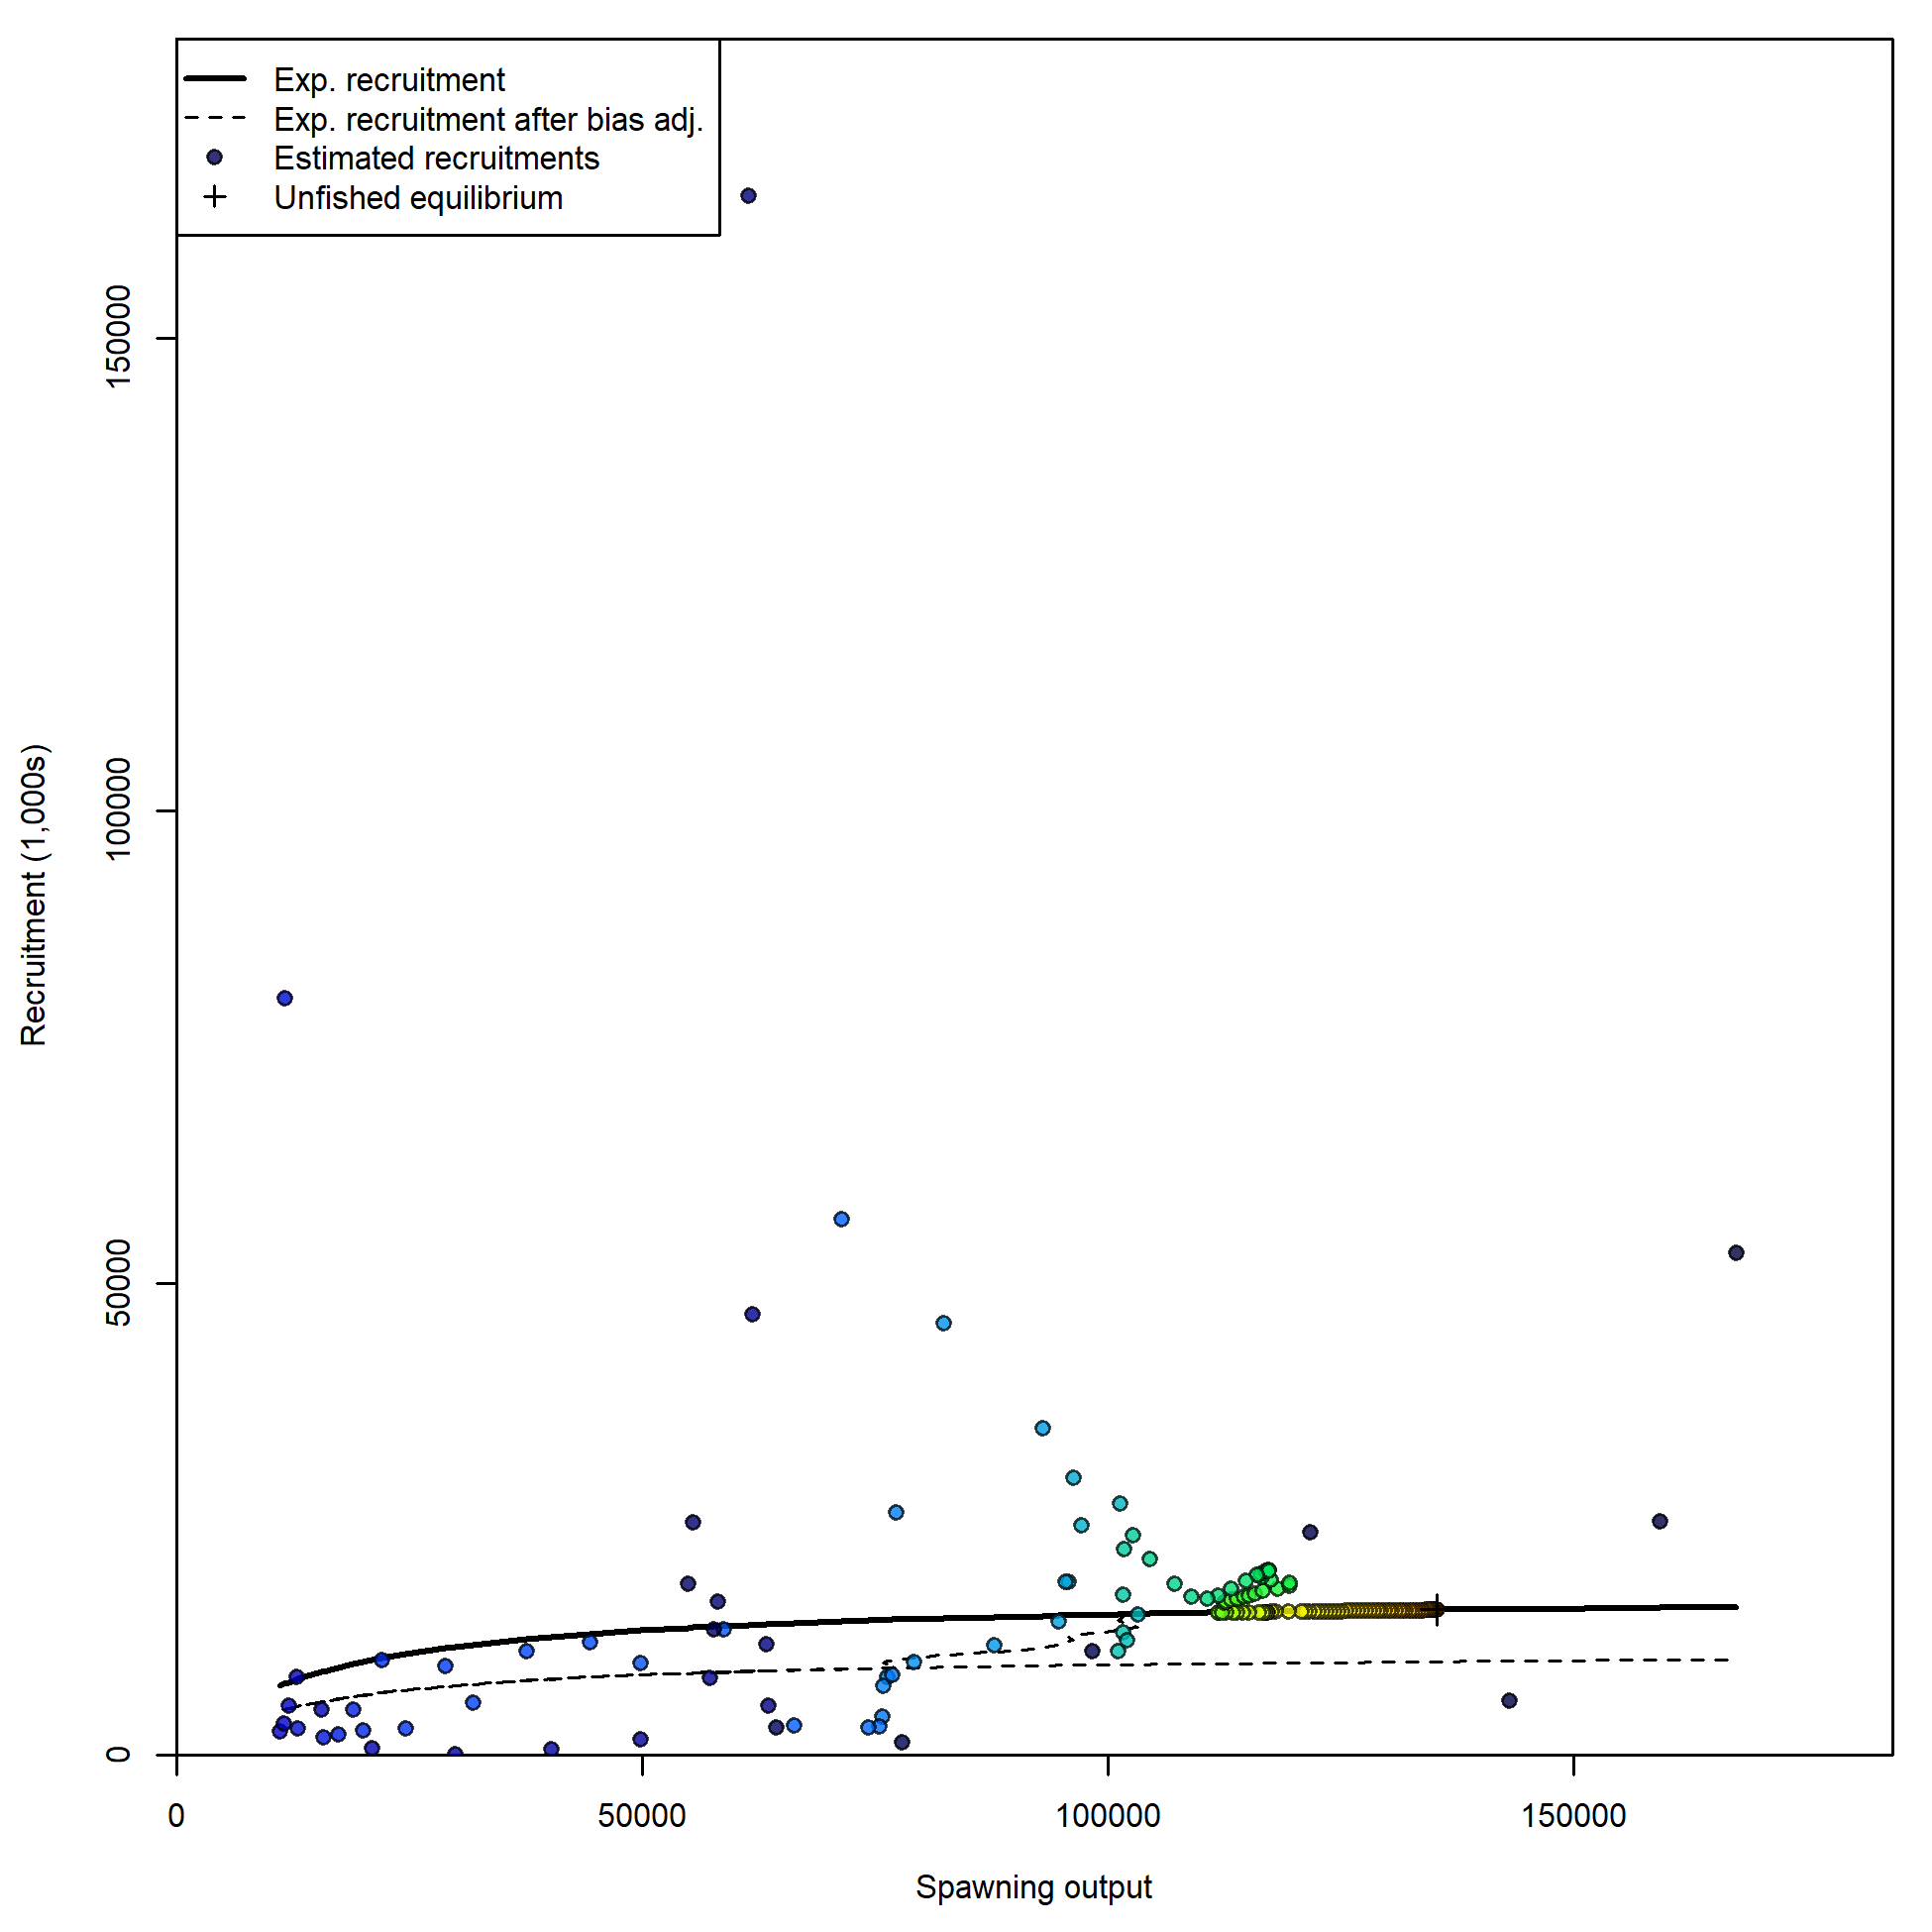 Exp. recruitment
Exp. recruitment after bias adj.
Estimated recruitments
Unfished equilibrium
150000
100000
50000
0
Recruitment (1,000s)
0 50000 100000 150000
Spawning output